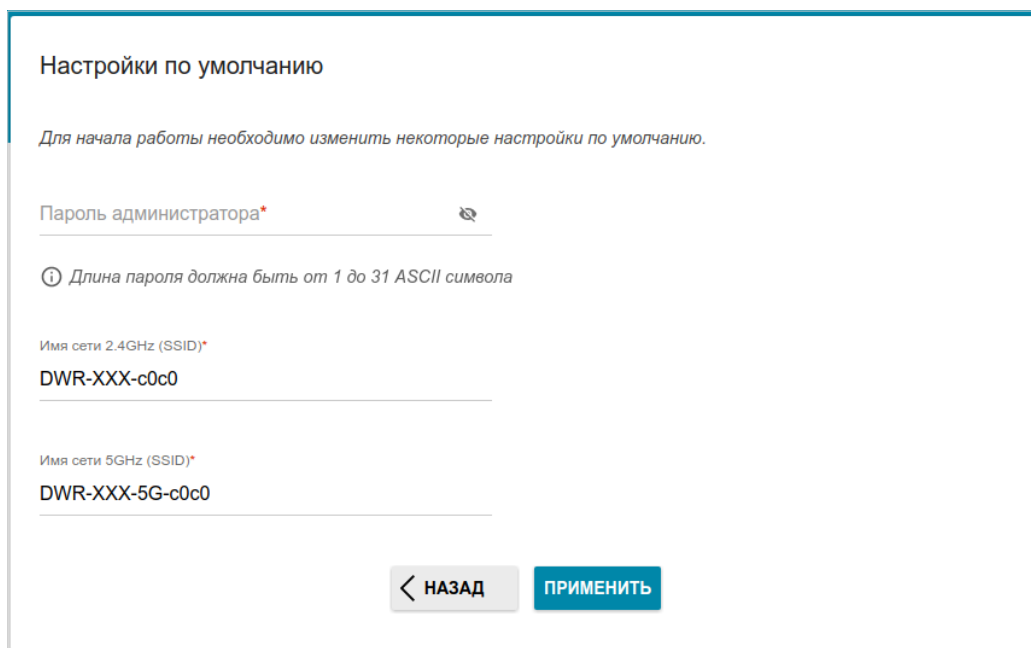 Настройки по умолчанию
Для начала работы необходимо изменить некоторые настройки по умолчанию.
Пароль администратора*
Длина пароля должна быть от 1 до 31 ASCII символа
Имя сети 2.4GHz (SSID)*
DWR-XXX-c0c0
Имя сети 5GHz (SSID)*
DWR-XXX-5G-c0c0
НАЗАД
ПРИМЕНИТЬ